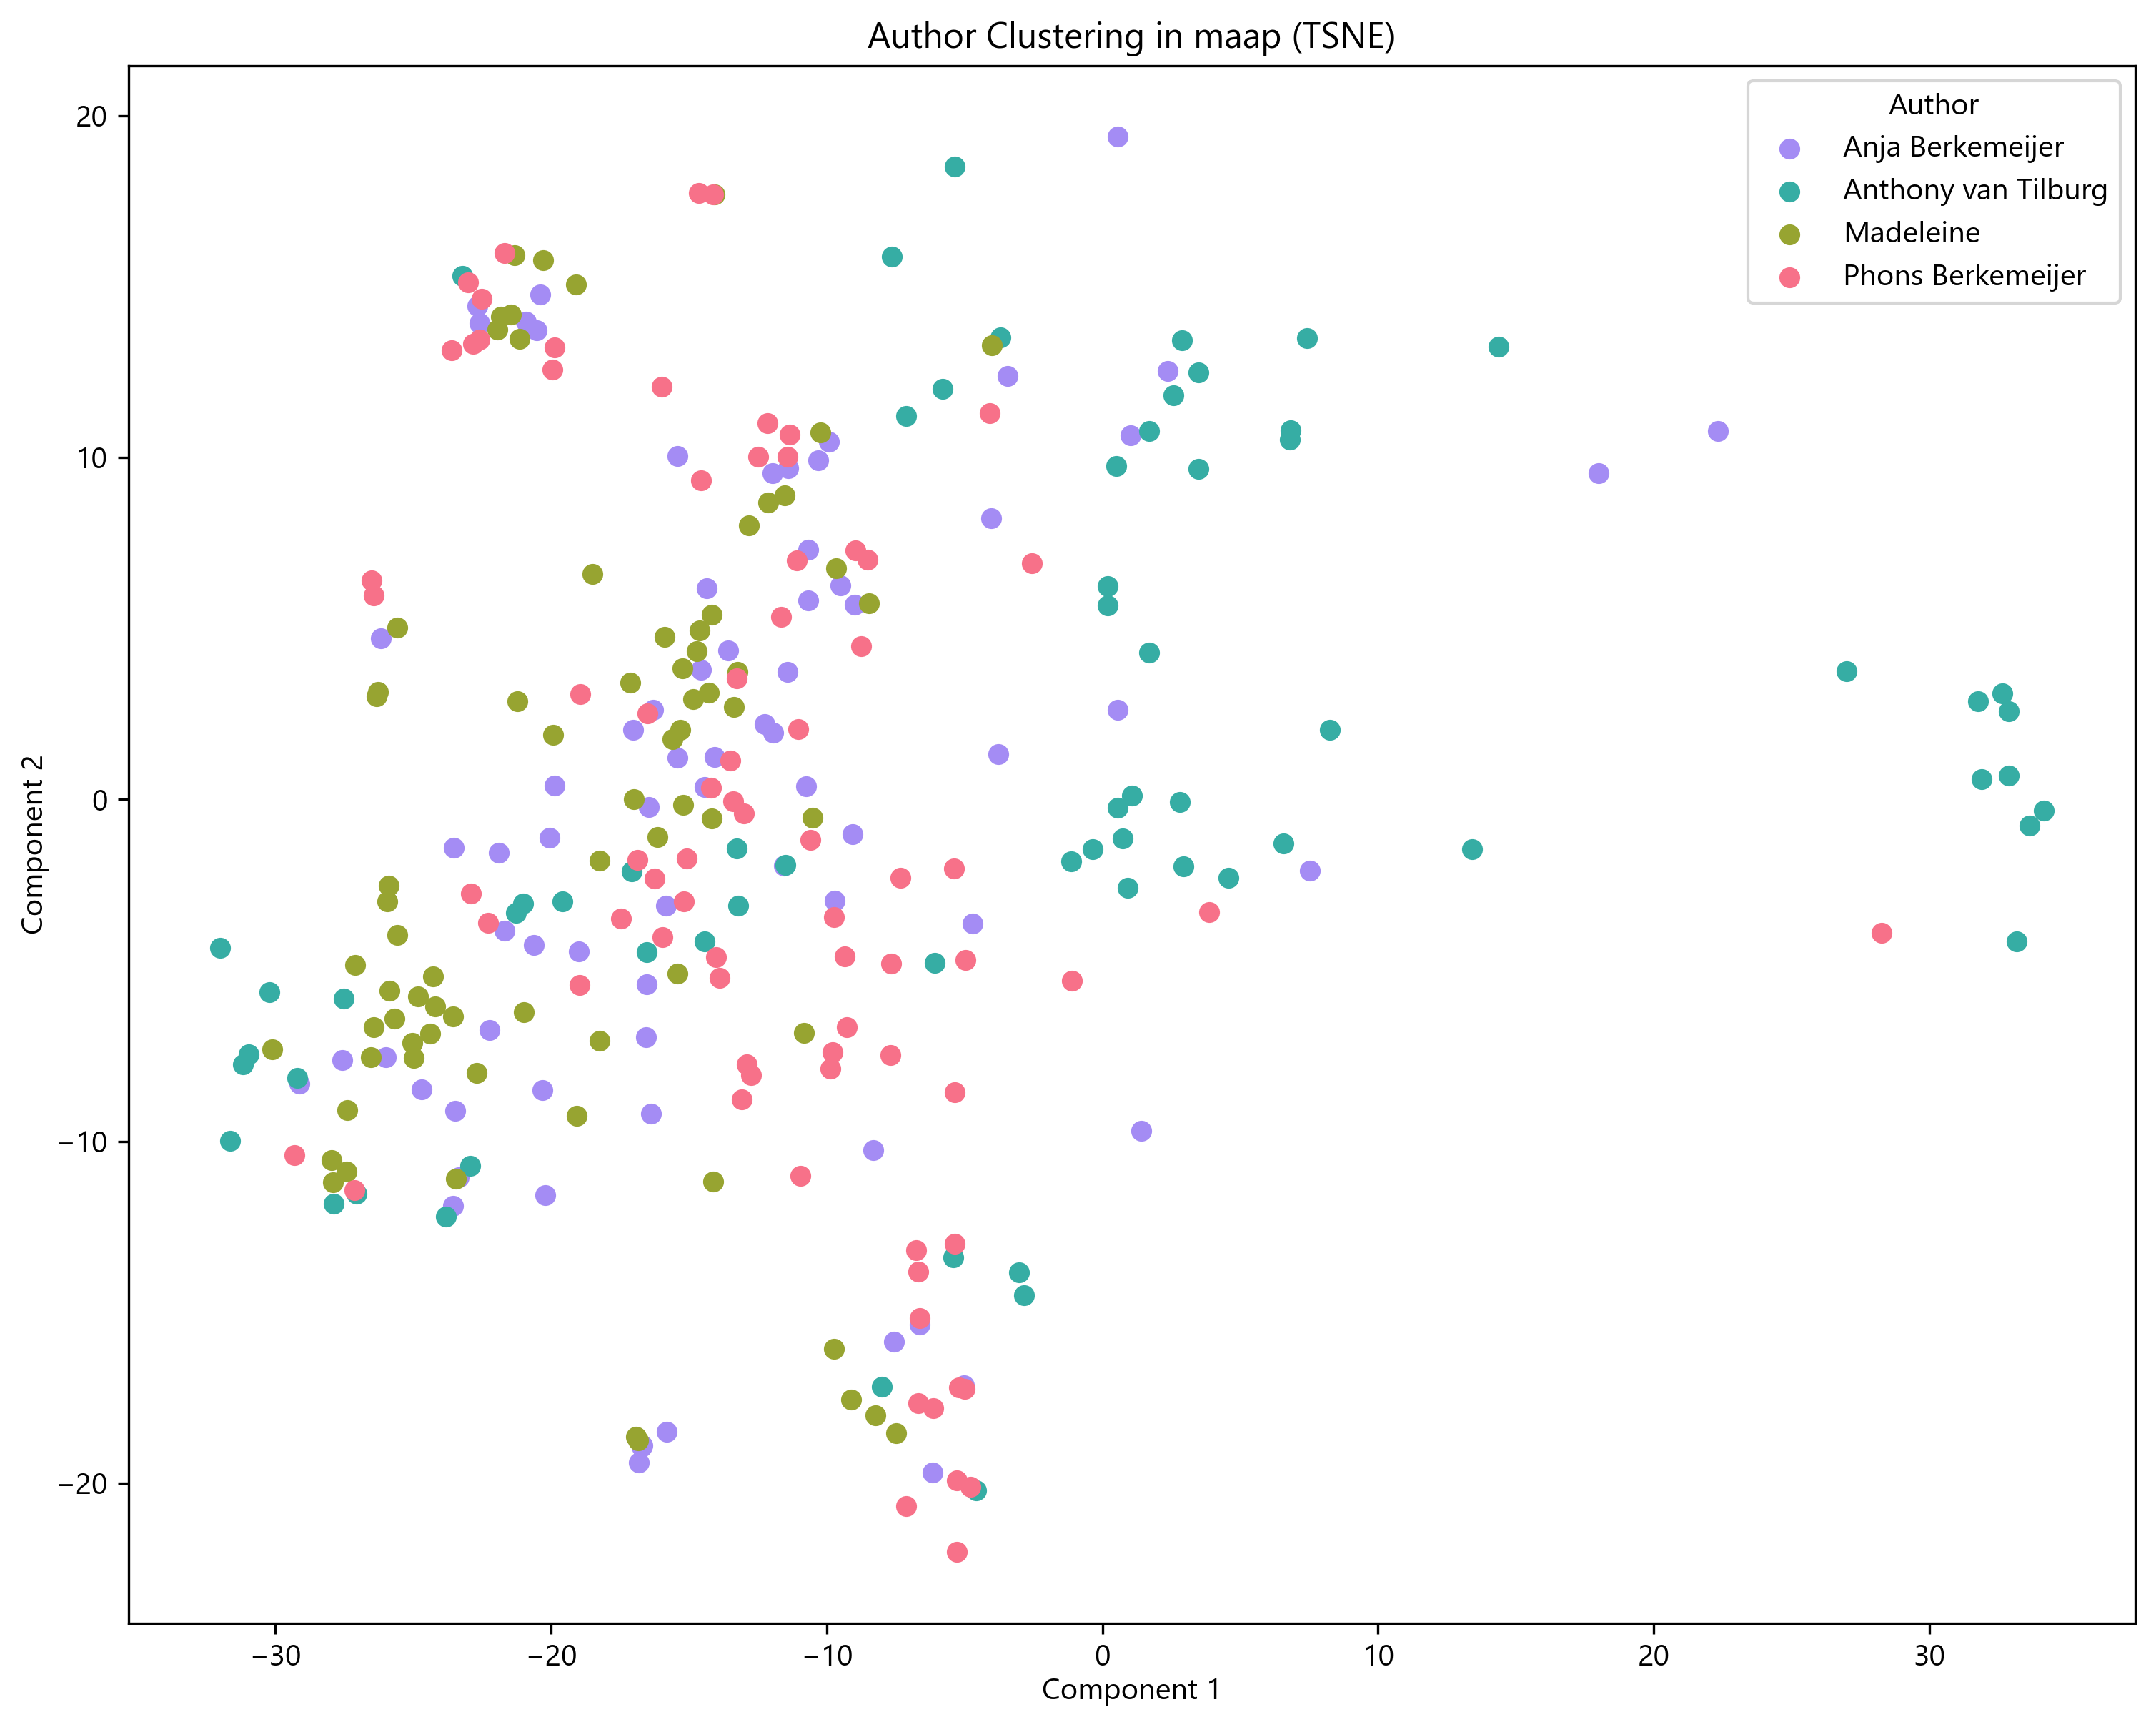 Author Clustering in maap (TSNE)
Author
Anja Berkemeijer
Anthony van Tilburg
Madeleine
Phons Berkemeijer
Component 2
20
10
0
−10
−20
−30
−20
−10
0
10
20
30
Component 1